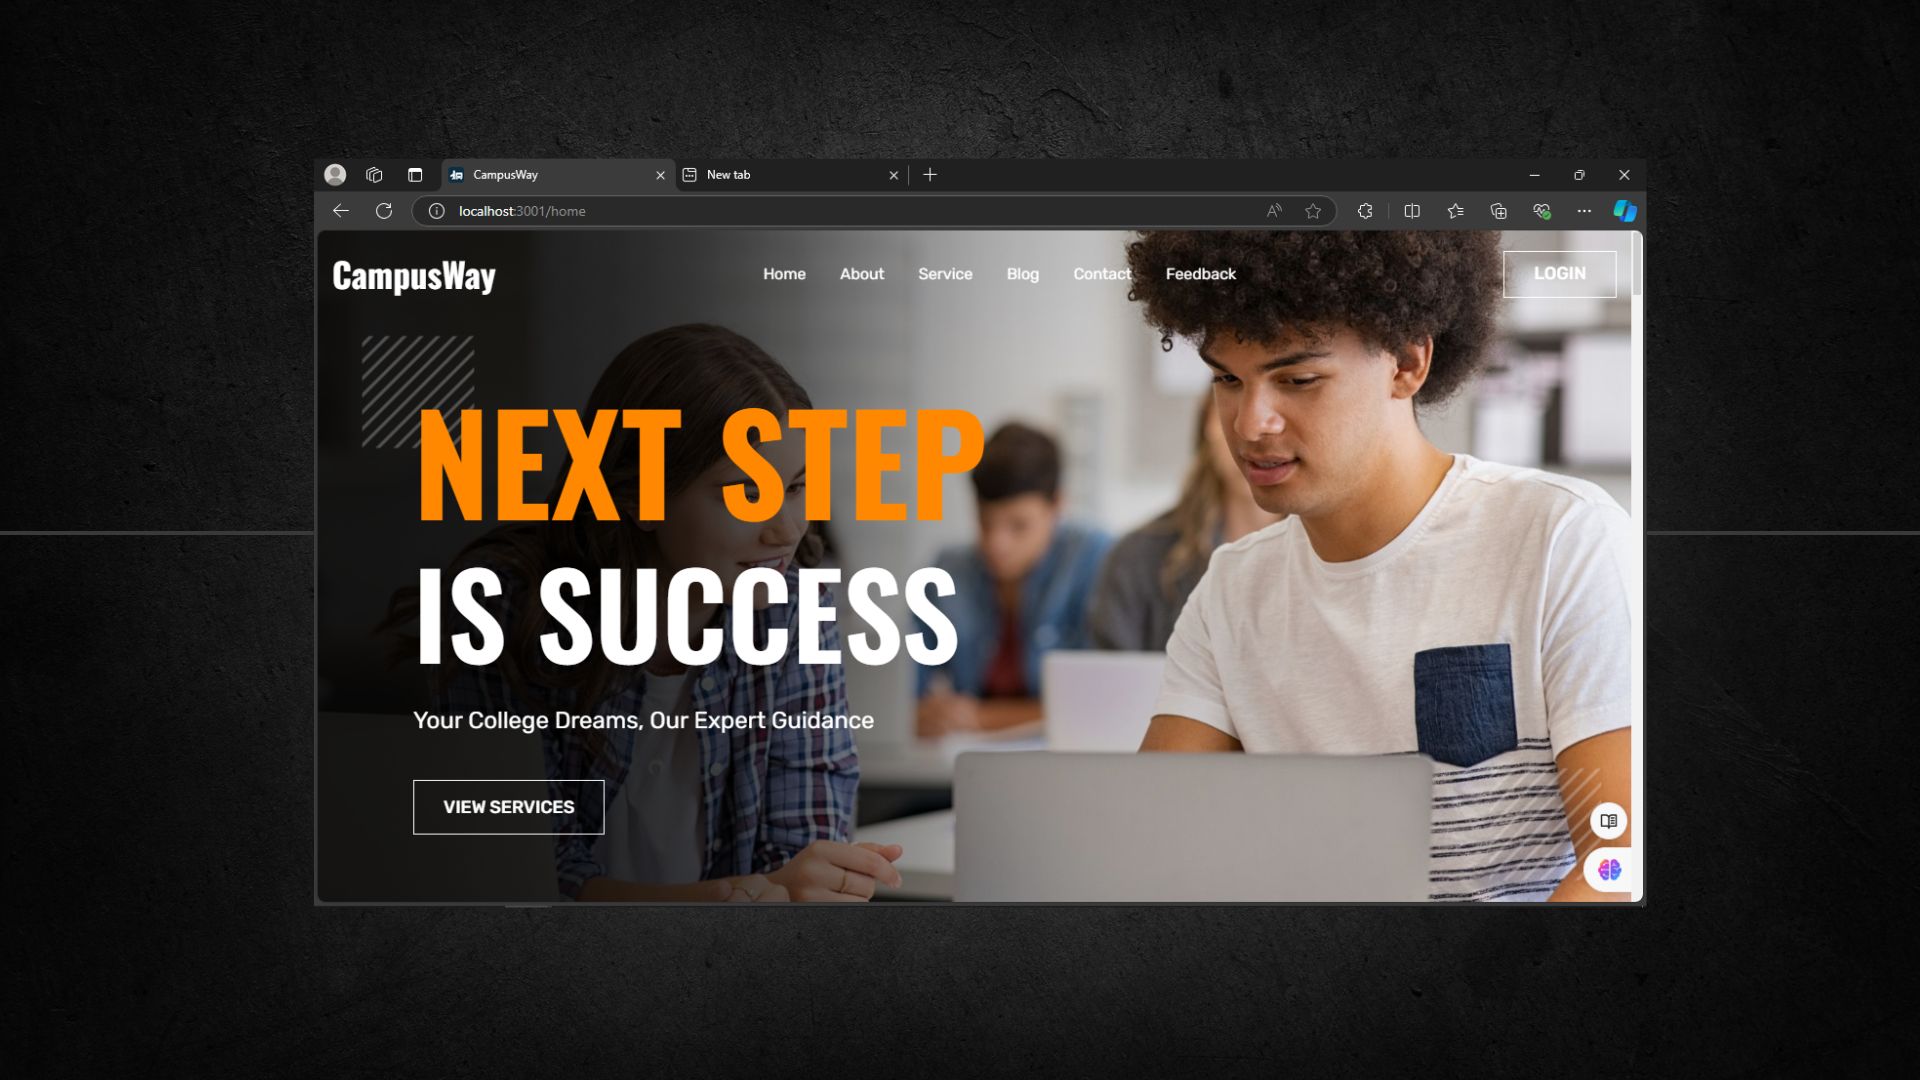 CampusWay
New tab
localhost:3001/home
CampusWay
Home
About
Service
Blog
Contact
Feedback
LOGIN
NEXT STEP
IS SUCCESS
Your College Dreams, Our Expert Guidance
VIEW SERVICES